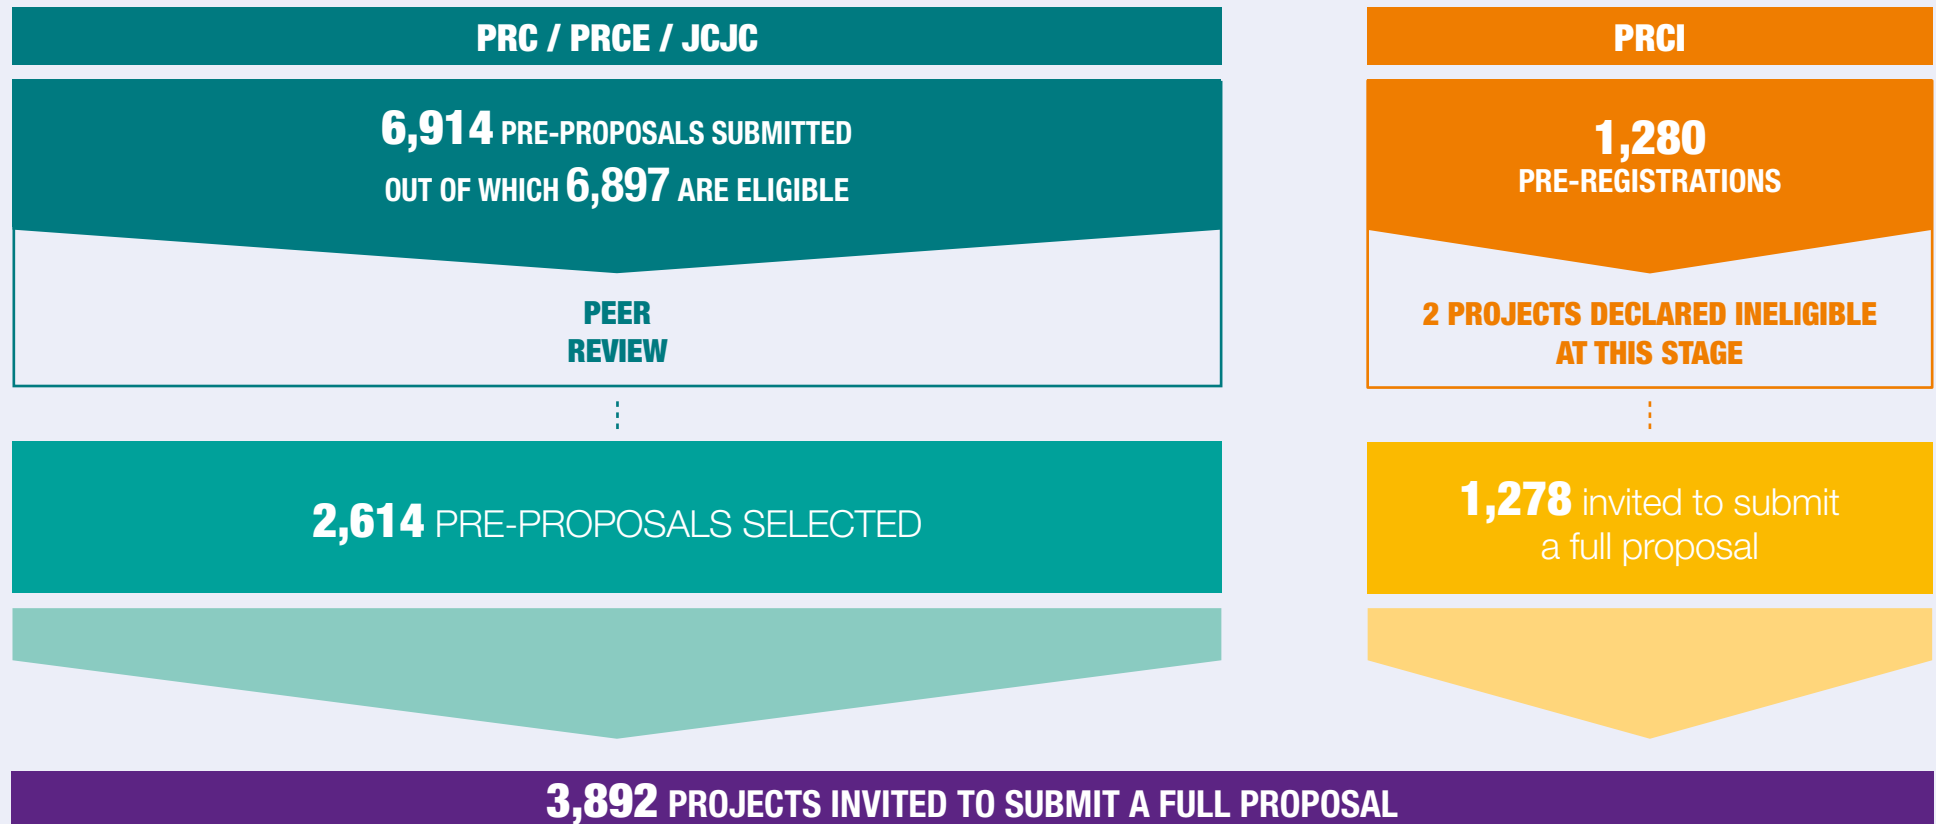 PRC / PRCE / JCJC
6,914 PRE-PROPOSALS SUBMITTED
OUT OF WHICH 6,897 ARE ELIGIBLE
PEER
REVIEW
2,614 PRE-PROPOSALS SELECTED
PRCI
1,280
PRE-REGISTRATIONS
2 PROJECTS DECLARED INELIGIBLE
AT THIS STAGE
1,278 invited to submit
a full proposal
3,892 PROJECTS INVITED TO SUBMIT A FULL PROPOSAL